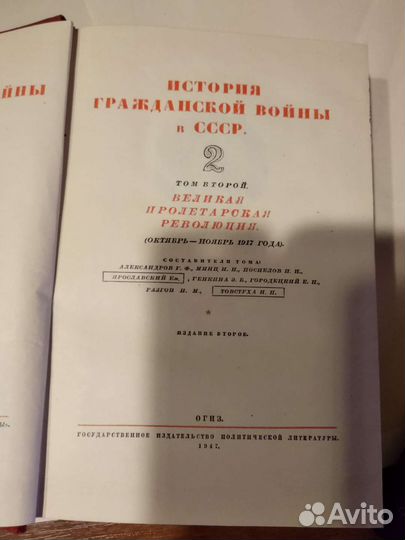 ЙНЫ
ИСТОРИЯ
ГРАЖДАНСКОЙ ВОЙНЫ
в СССР.
2
ТОМ ВТОРОЙ.
ВЕЛИКАЯ
ПРОЛЕТАРСКАЯ
РЕВОЛЮЦИЯ.
(ОКТЯБРЬ—НОЯБРЬ 1917 ГОДА).
СОСТАВИТЕЛИ ТОМА:
АЛЕКСАНДРОВ Г. Ф., МИНЦ И. И., ПОСПЕЛОВ П. Н.,
ЯРОСЛАВСКИЙ Ем., ГЕНКИНА Э. Б., ГОРОДЕЦКИЙ Е. Н.,
РАЗГОН И. М., ТОВСТУХА И. П.
*
ИЗДАНИЕ ВТОРОЕ.
ОГИЗ.
ГОСУДАРСТВЕННОЕ ИЗДАТЕЛЬСТВО ПОЛИТИЧЕСКОЙ ЛИТЕРАТУРЫ.
1947.
Avito